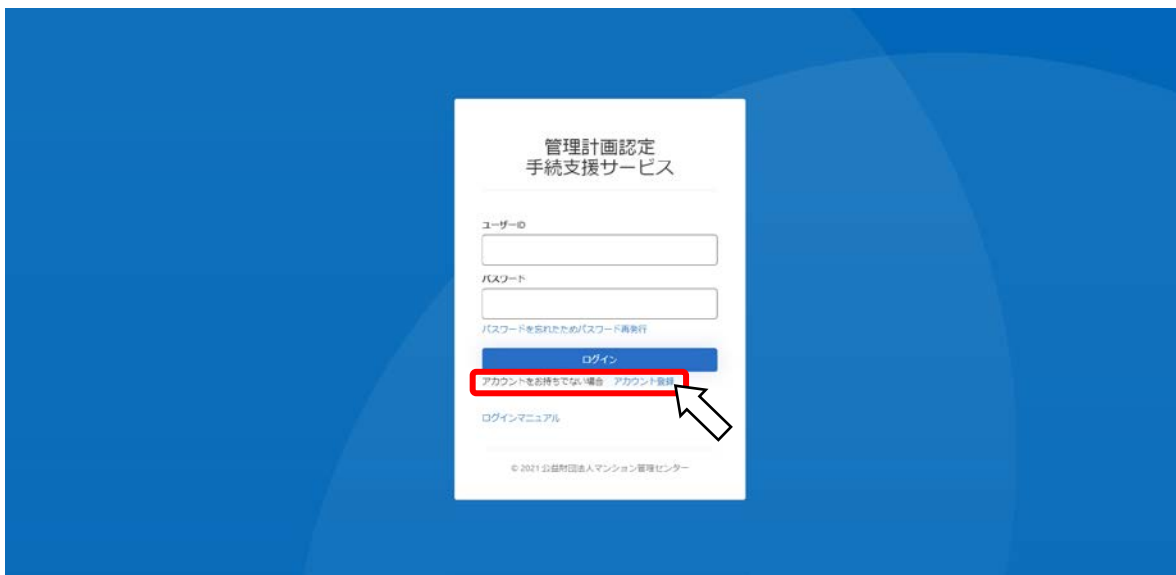 管理計画認定
手続支援サービス
ユーザーID
パスワード
パスワードを忘れたためパスワード再発行
ログイン
アカウントをお持ちでない場合 アカウント登録
ログインマニュアル
© 2021 公益財団法人マンション管理センター